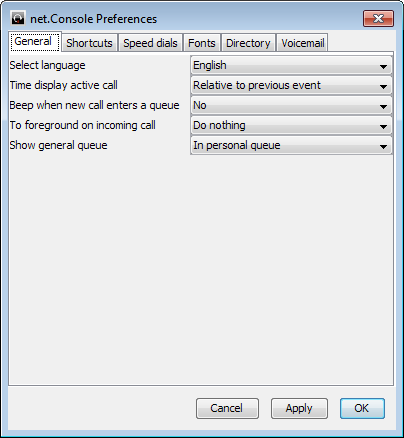 net.Console Preferences
General Shortcuts Speed dials Fonts Directory Voicemail
Select language English
Time display active call Relative to previous event
Beep when new call enters a queue No
To foreground on incoming call Do nothing
Show general queue In personal queue
Cancel Apply OK